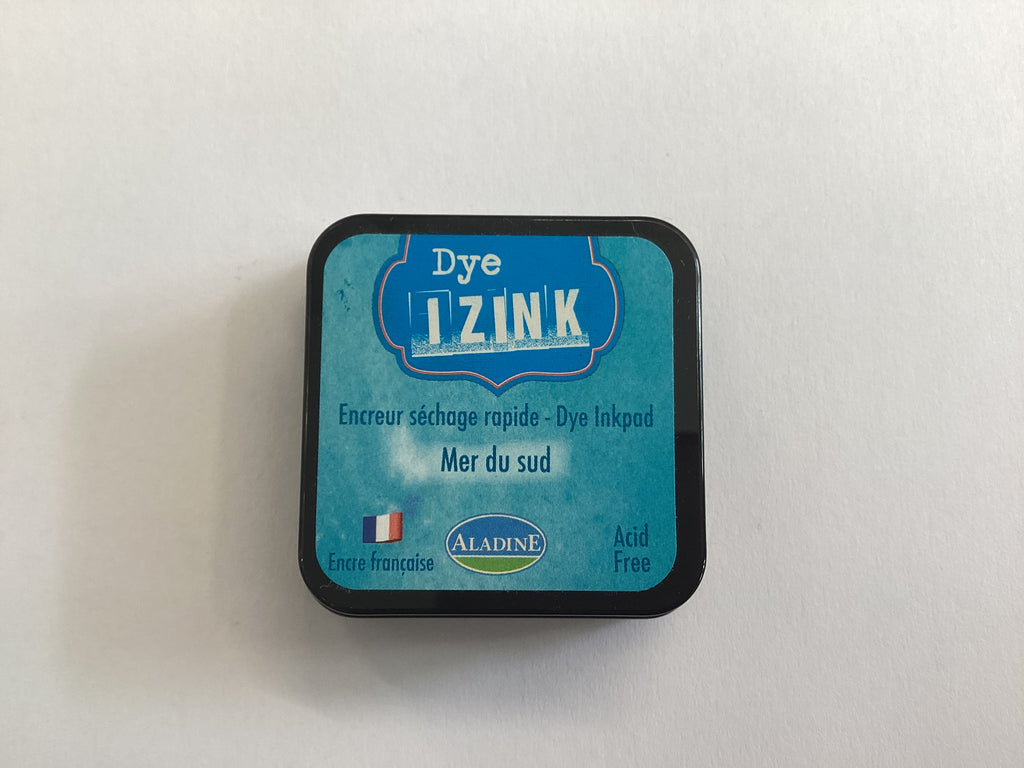 Dye
IZINK
Encreur séchage rapide - Dye Inkpad
Mer du sud
Encre française
ALADINE
Acid
Free